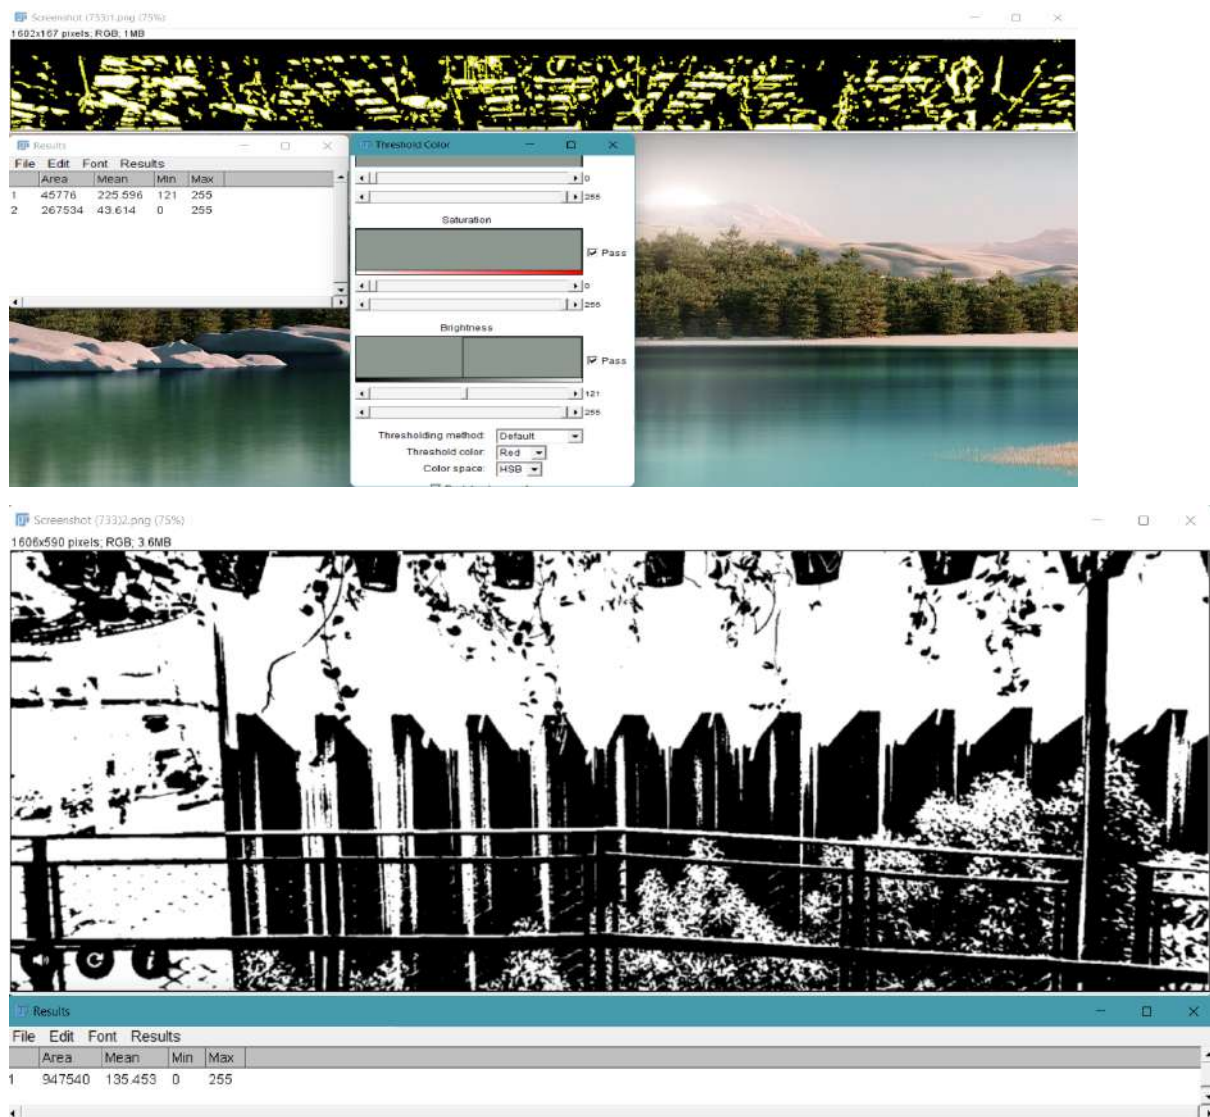 Screenshot (733)1.png (75%)
1602x167 pixels; RGB; 1MB
Results
File Edit Font Results
Area Mean Min Max
1 45776 225.596 121 255
2 267534 43.614 0 255
Threshold Color
0
255
Saturation
Pass
0
255
Brightness
Pass
121
255
Thresholding method: Default
Threshold color: Red
Color space: HSB
Screenshot (733)2.png (75%)
1606x590 pixels; RGB; 3.6MB
Results
File Edit Font Results
Area Mean Min Max
1 947540 135.453 0 255